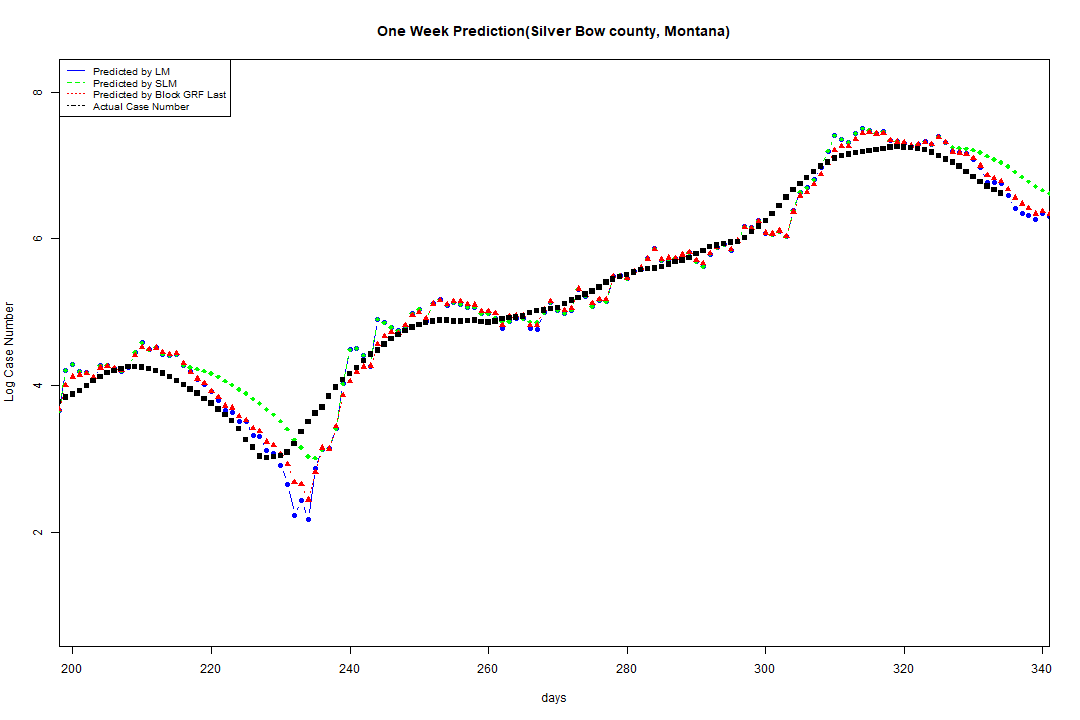 One Week Prediction(Silver Bow county, Montana)
Predicted by LM
Predicted by SLM
Predicted by Block GRF Last
Actual Case Number
8
6
4
2
Log Case Number
200 220 240 260 280 300 320 340
days